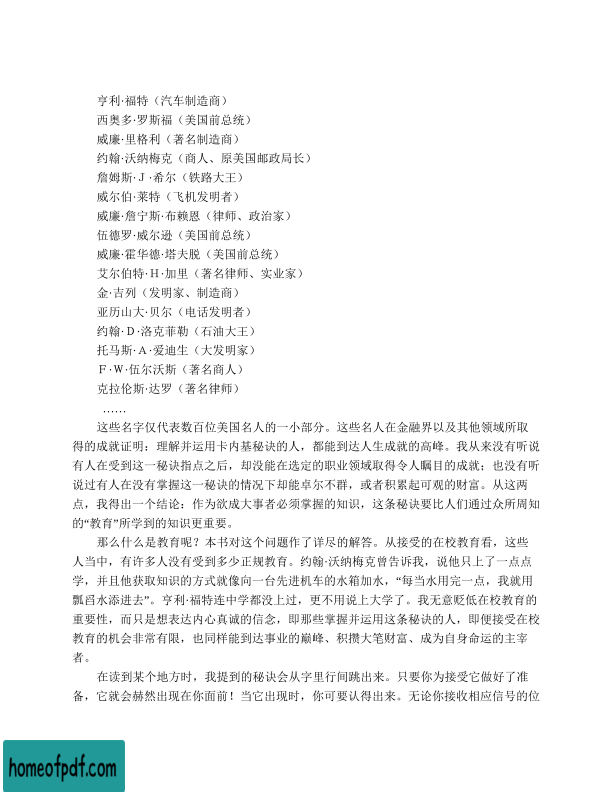 亨利·福特（汽车制造商）
西奥多·罗斯福（美国前总统）
威廉·里格利（著名制造商）
约翰·沃纳梅克（商人、原美国邮政局长）
詹姆斯·Ｊ·希尔（铁路大王）
威尔伯·莱特（飞机发明者）
威廉·詹宁斯·布赖恩（律师、政治家）
伍德罗·威尔逊（美国前总统）
威廉·霍华德·塔夫脱（美国前总统）
艾尔伯特·Ｈ·加里（著名律师、实业家）
金·吉列（发明家、制造商）
亚历山大·贝尔（电话发明者）
约翰·Ｄ·洛克菲勒（石油大王）
托马斯·Ａ·爱迪生（大发明家）
Ｆ·Ｗ·伍尔沃斯（著名商人）
克拉伦斯·达罗（著名律师）
……
这些名字仅代表数百位美国名人的一小部分。这些名人在金融界以及其他领域所取
得的成就证明：理解并运用卡内基秘诀的人，都能到达人生成就的高峰。我从来没有听说
有人在受到这一秘诀指点之后，却没能在选定的职业领域取得令人瞩目的成就；也没有听
说过有人在没有掌握这一秘诀的情况下却能卓尔不群，或者积累起可观的财富。从这两
点，我得出一个结论：作为欲成大事者必须掌握的知识，这条秘诀要比人们通过众所周知
的“教育”所学到的知识更重要。
那么什么是教育呢？本书对这个问题作了详尽的解答。从接受的在校教育看，这些
人当中，有许多人没有受到多少正规教育。约翰·沃纳梅克曾告诉我，说他只上了一点点
学，并且他获取知识的方式就像向一台先进机车的水箱加水，“每当水用完一点，我就用
瓢舀水添进去”。亨利·福特连中学都没上过，更不用说上大学了。我无意贬低在校教育的
重要性，而只是想表达内心真诚的信念，即那些掌握并运用这条秘诀的人，即便接受在校
教育的机会非常有限，也同样能到达事业的巅峰、积攒大笔财富、成为自身命运的主宰
者。
在读到某个地方时，我提到的秘诀会从字里行间跳出来。只要你为接受它做好了准
备，它就会赫然出现在你面前！当它出现时，你可要认得出来。无论你接收相应信号的位
homeofpdf.com